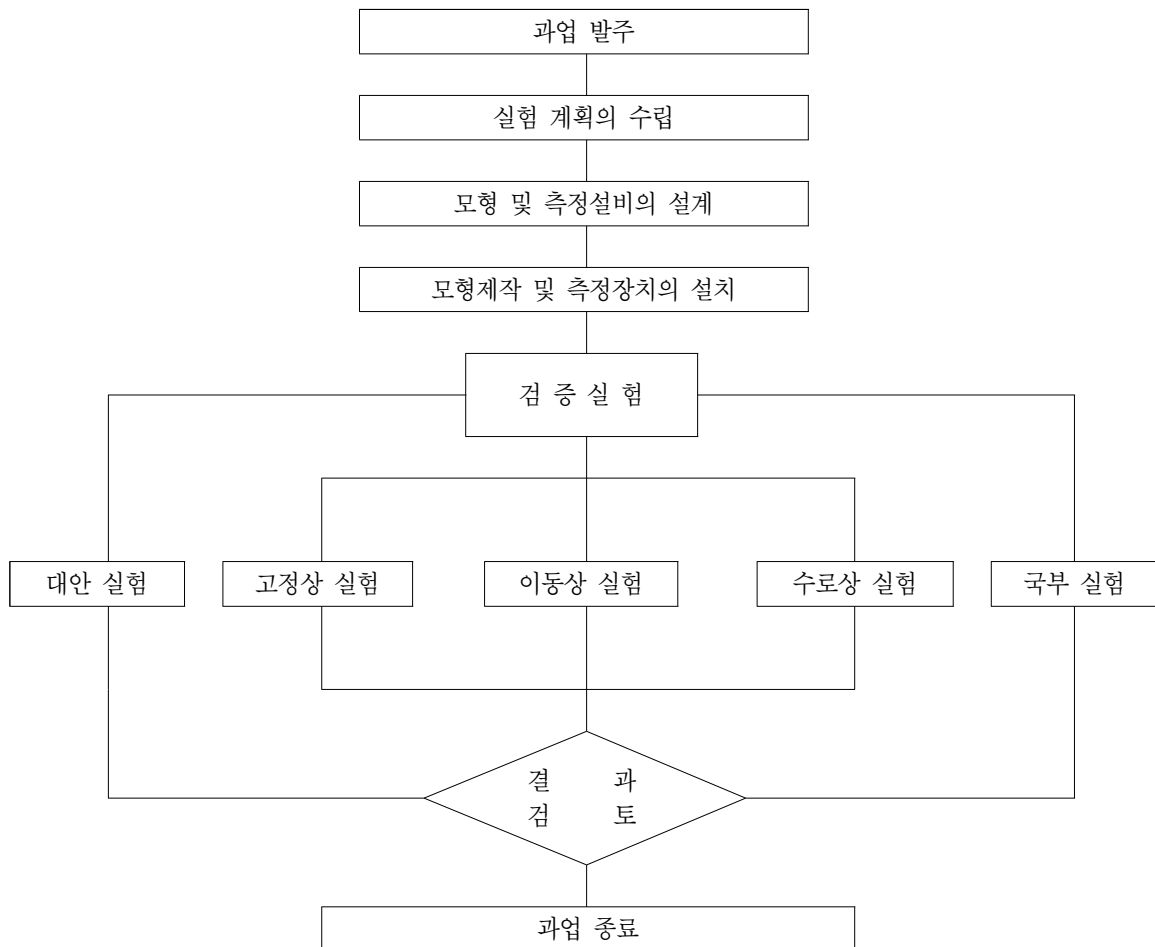 과업 발주
실험 계획의 수립
모형 및 측정설비의 설계
모형제작 및 측정장치의 설치
검 증 실 험
대안 실험
고정상 실험
이동상 실험
수로상 실험
국부 실험
결 과
검 토
과업 종료